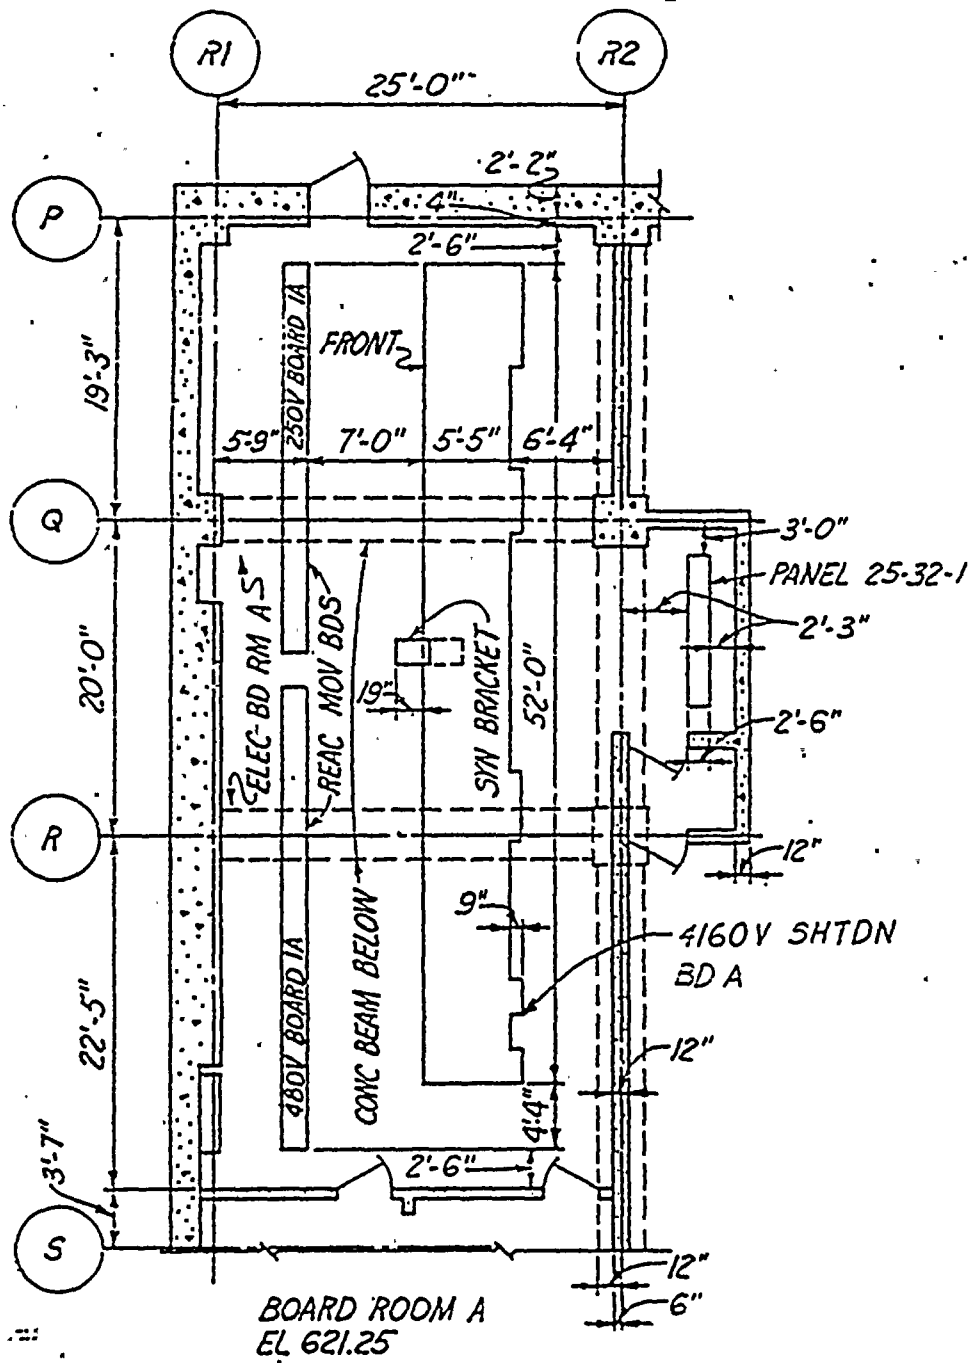 R1
R2
25'-0"
2'-2"
P
4"
2'-6"
250V BOARD 1A
FRONT
19'-3"
5-9"
7'-0"
5'-5"
6'-4"
Q
3'-0"
PANEL 25-32-1
2'-3"
ELEC-BD RM A S
REAC MOV BDS
SYN BRACKET
20'-0"
19"
52'-0"
2'-6"
R
12"
9"
4160V SHTDN
BD A
CONC BEAM BELOW
480V BOARD 1A
22'-5"
12"
4'4"
3'-7"
2'-6"
S
12"
6"
BOARD ROOM A
EL 621.25